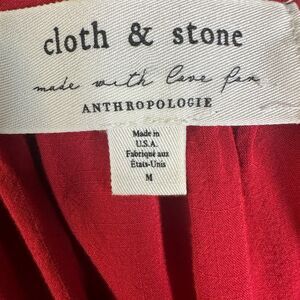 cloth & stone
made with love for
ANTHROPOLOGIE
Made in
U.S.A.
Fabriqué aux
États-Unis
M